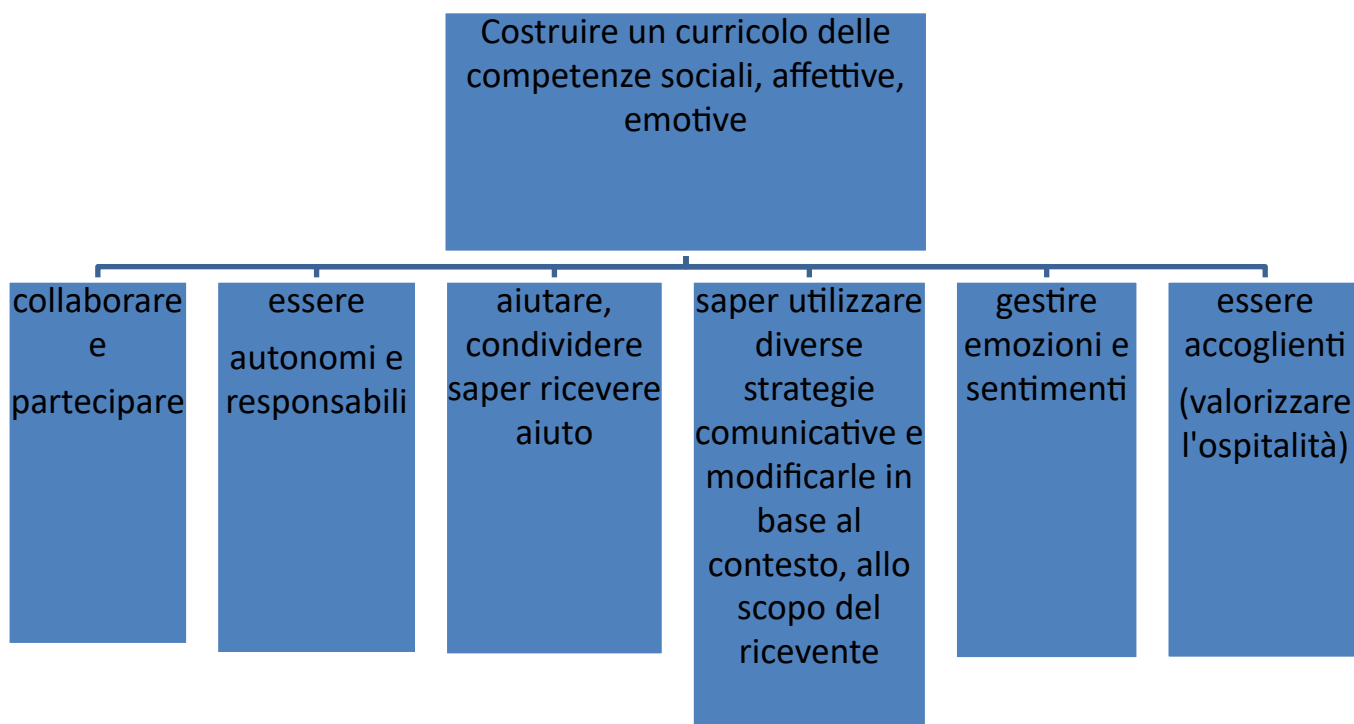 Costruire un curricolo delle
competenze sociali, affettive,
emotive
collaborare
e
partecipare
essere
autonomi e
responsabili
aiutare,
condividere
saper ricevere
aiuto
saper utilizzare
diverse
strategie
comunicative e
modificarle in
base al
contesto, allo
scopo del
ricevente
gestire
emozioni e
sentimenti
essere
accoglienti
(valorizzare
l'ospitalità)